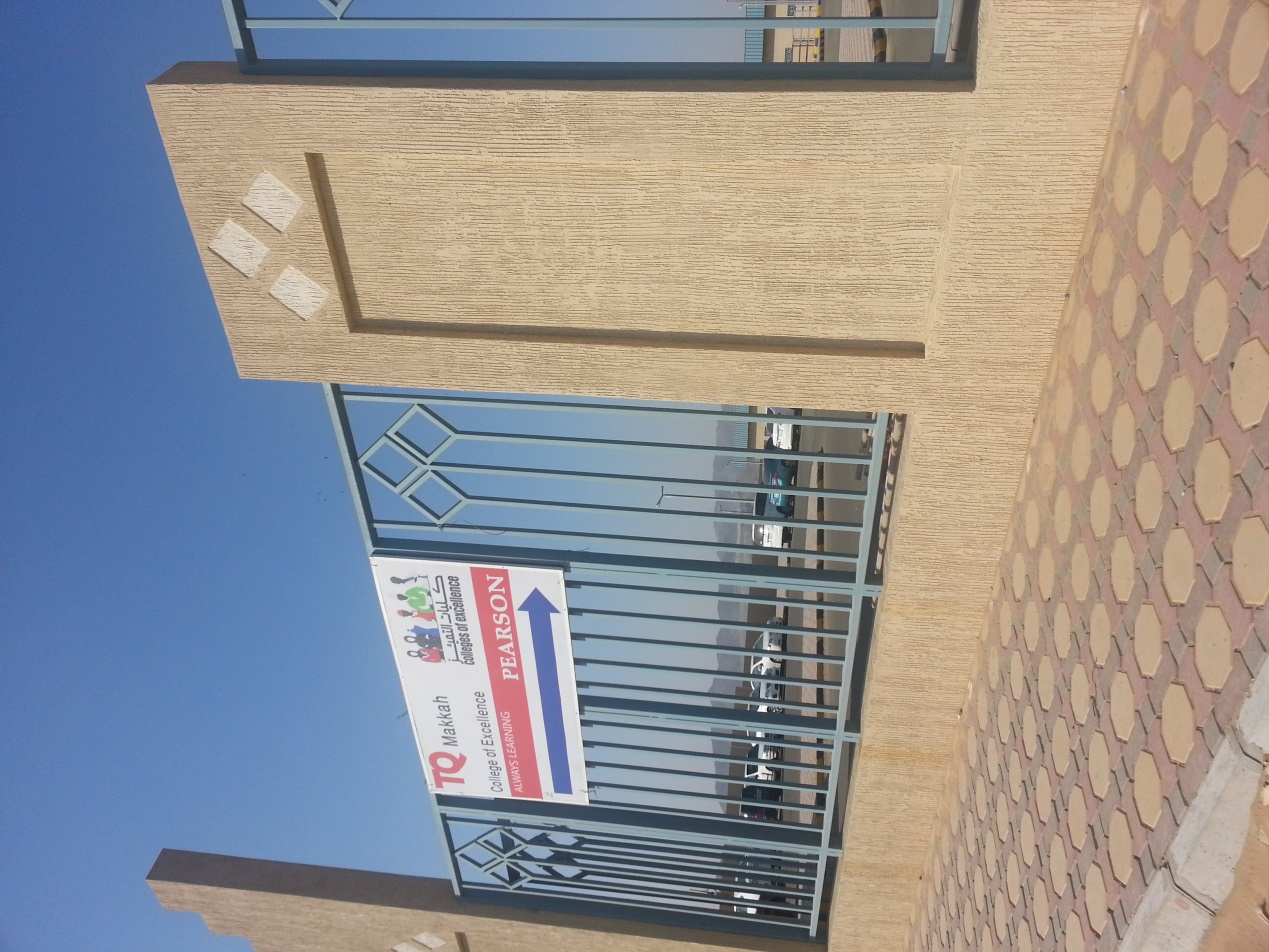 TQ Makkah
College of Excellence
كليات التميز
colleges of excellence
ALWAYS LEARNING
PEARSON